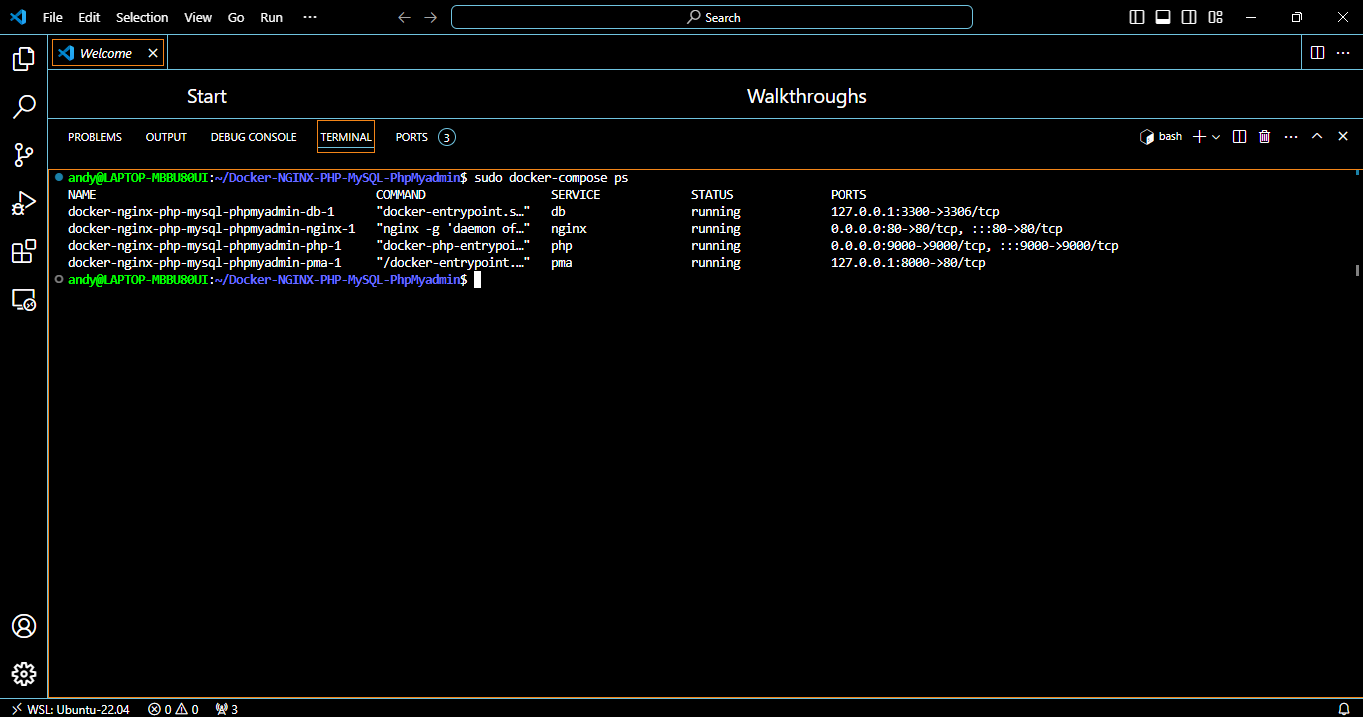 File Edit Selection View Go Run ··· Search
Welcome
Start Walkthroughs
PROBLEMS OUTPUT DEBUG CONSOLE TERMINAL PORTS 3 bash
andy@LAPTOP-MBBU80UI:~/Docker-NGINX-PHP-MySQL-PhpMyadmin$ sudo docker-compose ps
NAME COMMAND SERVICE STATUS PORTS
docker-nginx-php-mysql-phpmyadmin-db-1 "docker-entrypoint.s…" db running 127.0.0.1:3300->3306/tcp
docker-nginx-php-mysql-phpmyadmin-nginx-1 "nginx -g 'daemon of…" nginx running 0.0.0.0:80->80/tcp, :::80->80/tcp
docker-nginx-php-mysql-phpmyadmin-php-1 "docker-php-entrypoi…" php running 0.0.0.0:9000->9000/tcp, :::9000->9000/tcp
docker-nginx-php-mysql-phpmyadmin-pma-1 "/docker-entrypoint.…" pma running 127.0.0.1:8000->80/tcp
andy@LAPTOP-MBBU80UI:~/Docker-NGINX-PHP-MySQL-PhpMyadmin$
WSL: Ubuntu-22.04 0 0 3